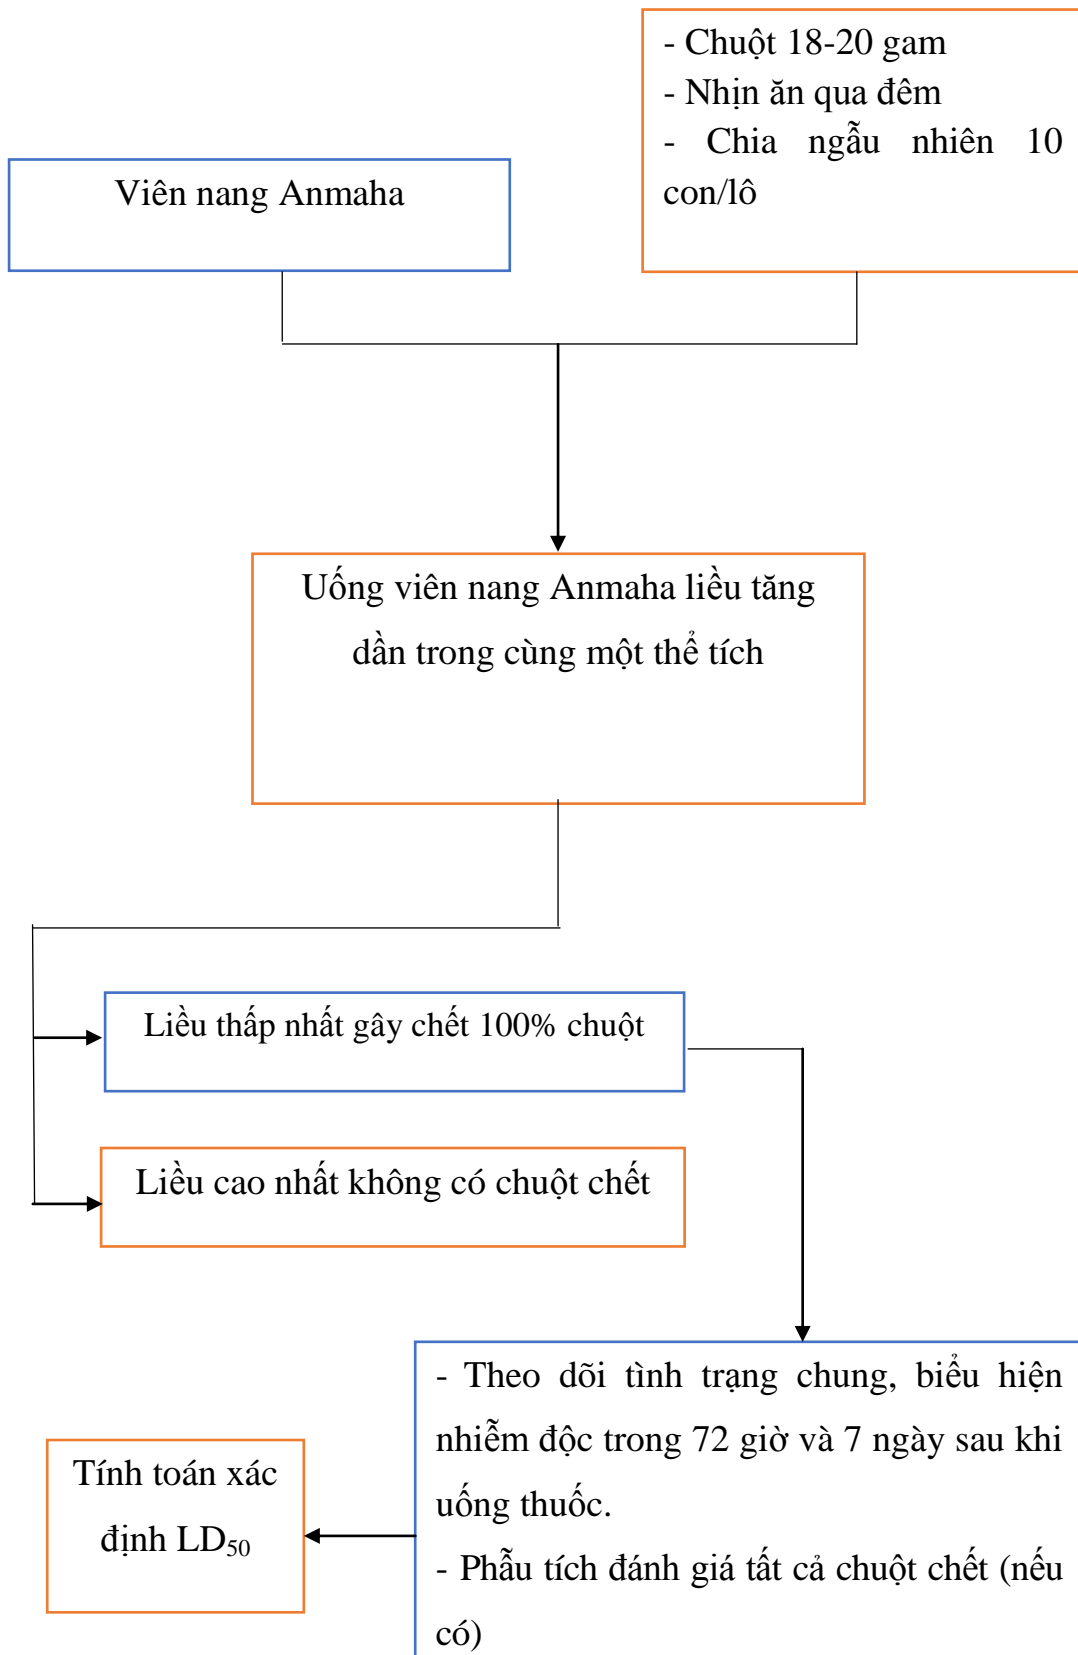 - Chuột 18-20 gam
- Nhịn ăn qua đêm
- Chia ngẫu nhiên 10
con/lô
Viên nang Anmaha
Uống viên nang Anmaha liều tăng
dần trong cùng một thể tích
Liều thấp nhất gây chết 100% chuột
Liều cao nhất không có chuột chết
- Theo dõi tình trạng chung, biểu hiện
nhiễm độc trong 72 giờ và 7 ngày sau khi
uống thuốc.
- Phẫu tích đánh giá tất cả chuột chết (nếu
có)
Tính toán xác
định LD₅₀